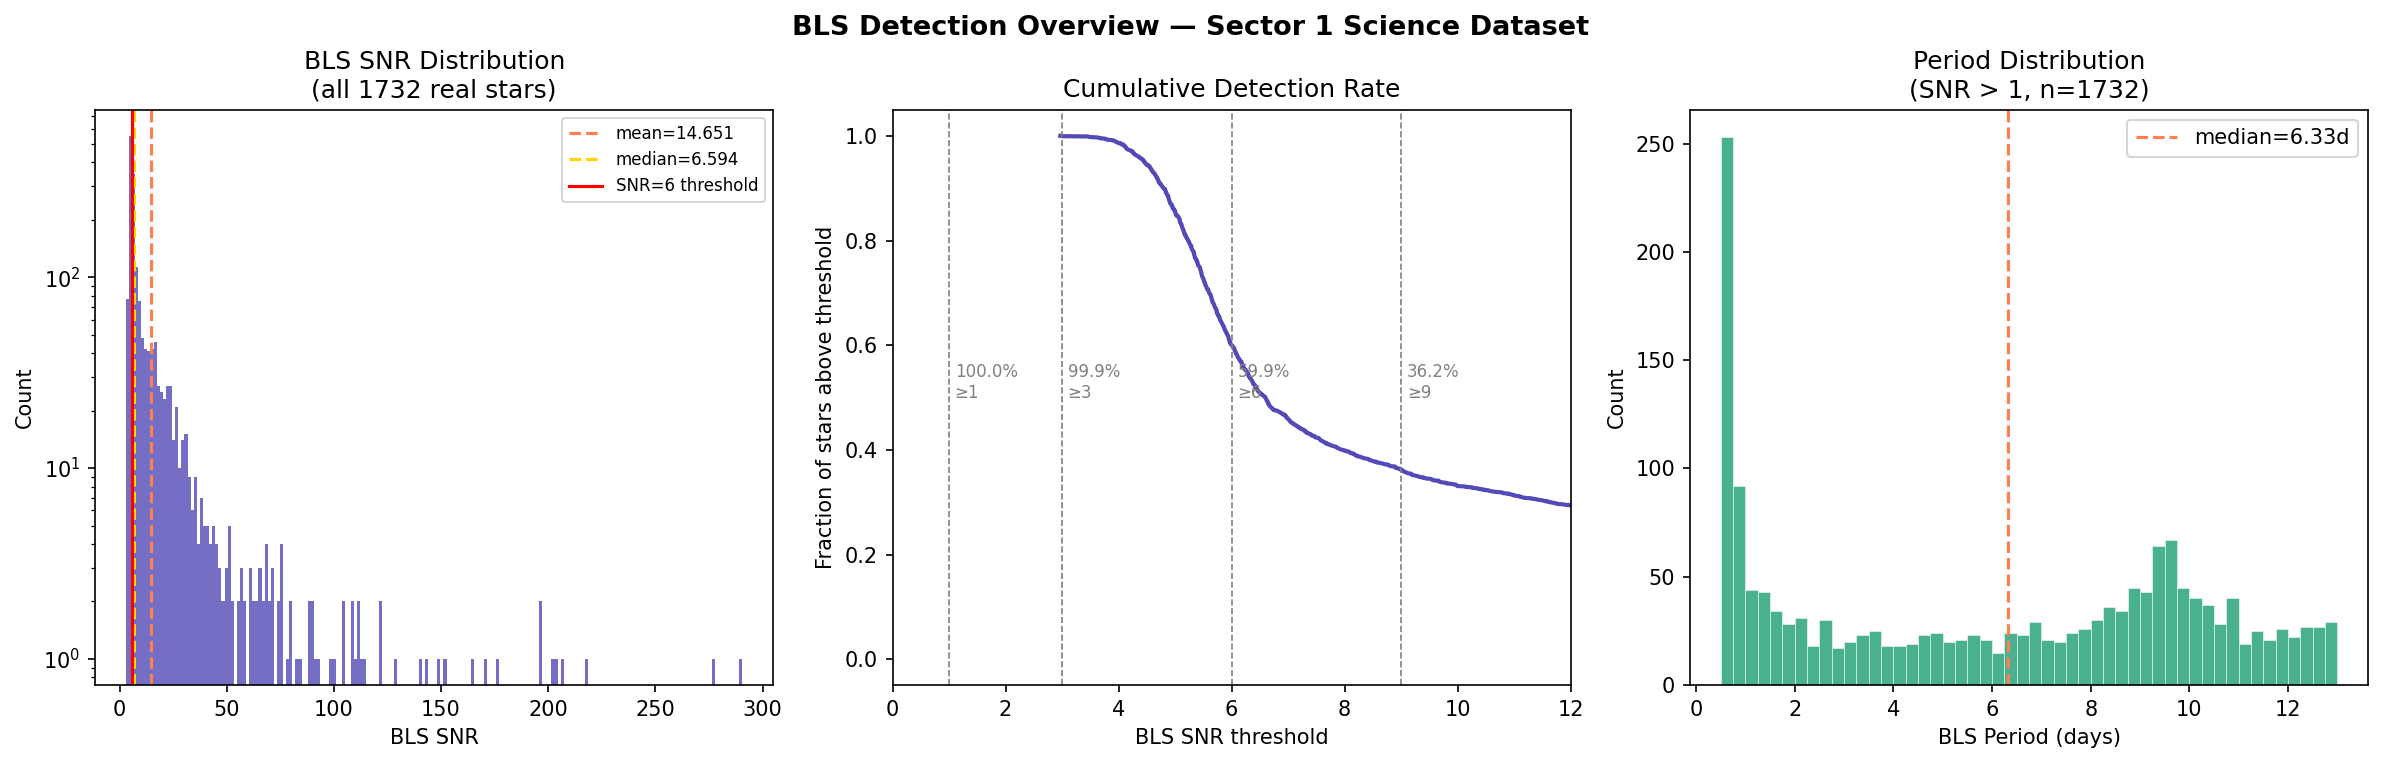 BLS Detection Overview — Sector 1 Science Dataset
BLS SNR Distribution
(all 1732 real stars)
mean=14.651
median=6.594
SNR=6 threshold
Count
10²
10¹
10⁰
0
50
100
150
200
250
300
BLS SNR
Cumulative Detection Rate
Fraction of stars above threshold
1.0
0.8
0.6
0.4
0.2
0.0
100.0%
≥1
99.9%
≥3
59.9%
≥6
36.2%
≥9
0
2
4
6
8
10
12
BLS SNR threshold
Period Distribution
(SNR > 1, n=1732)
median=6.33d
Count
250
200
150
100
50
0
0
2
4
6
8
10
12
BLS Period (days)